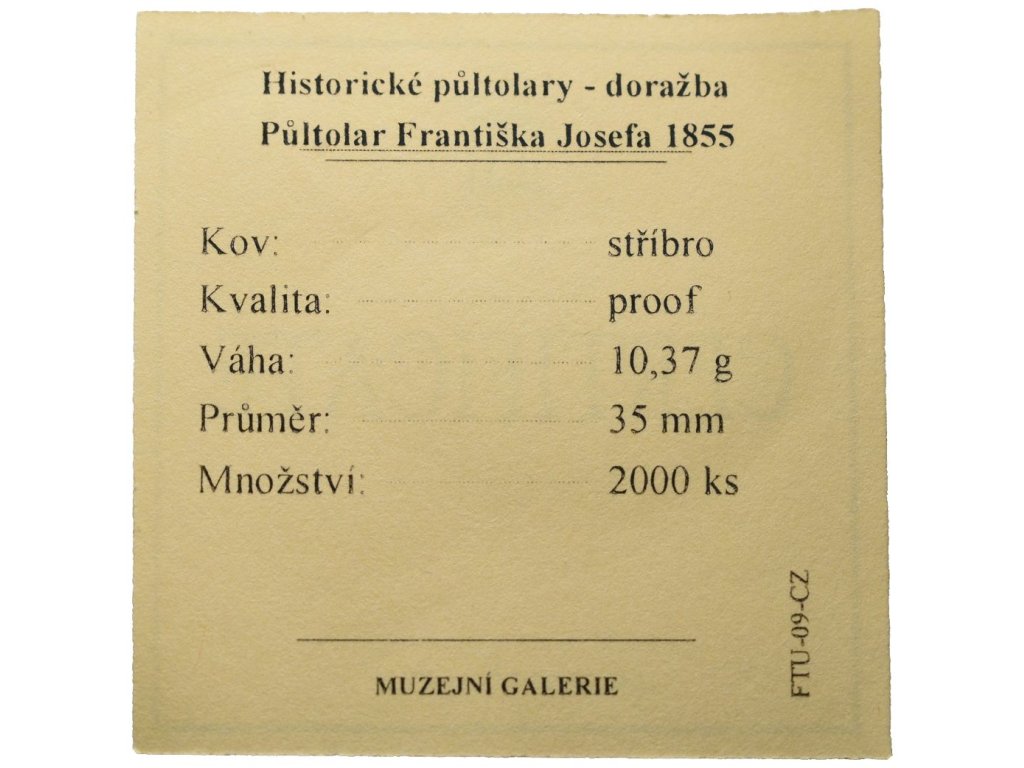 Historické půltolary - doražba
Půltolar Františka Josefa 1855
Kov: stříbro
Kvalita: proof
Váha: 10,37 g
Průměr: 35 mm
Množství: 2000 ks
FTU-09-CZ
MUZEJNÍ GALERIE